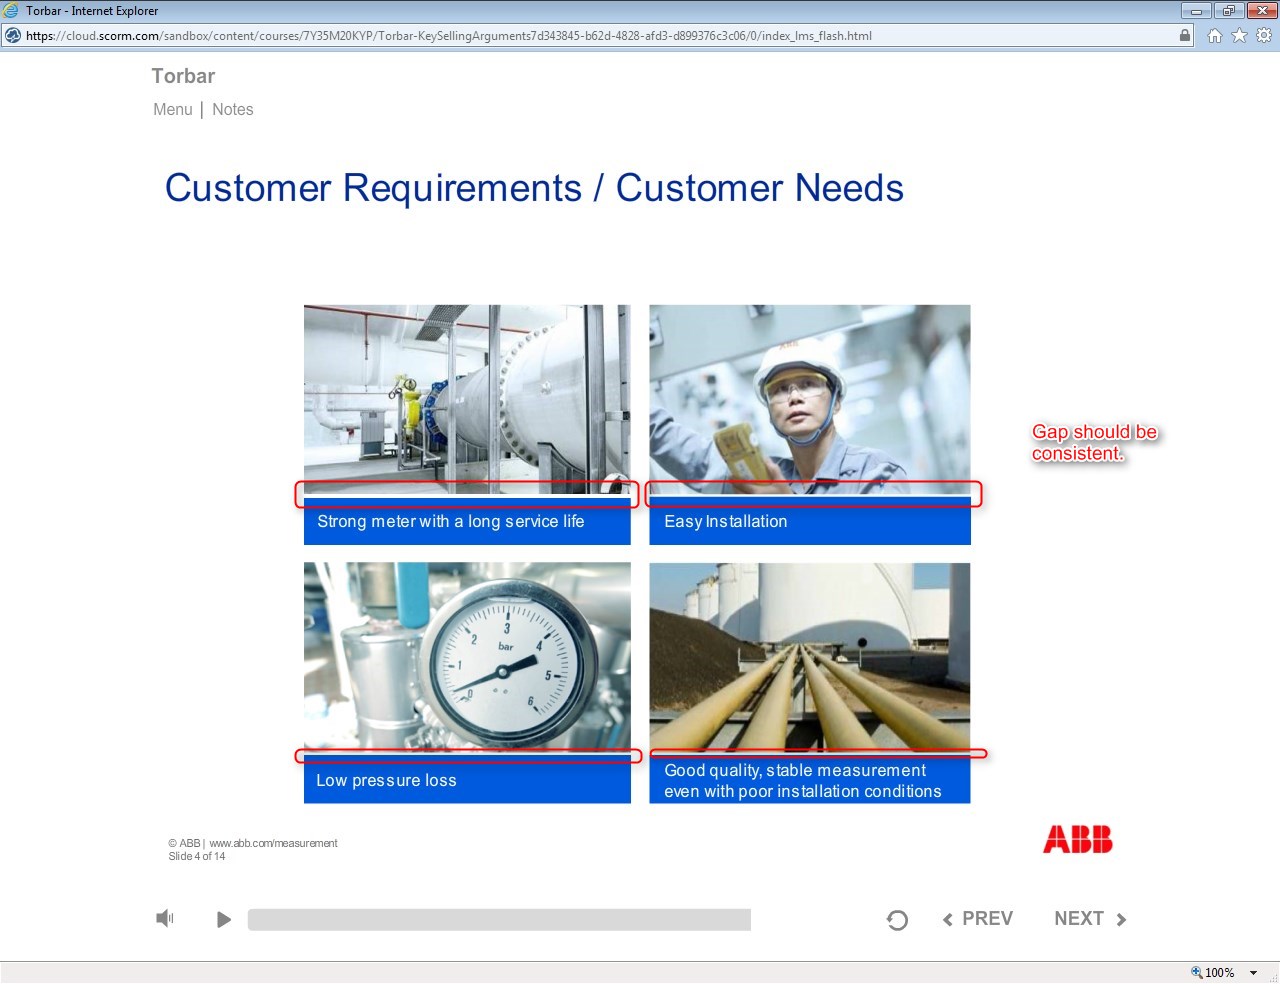 Torbar - Internet Explorer
https://cloud.scorm.com/sandbox/content/courses/7Y35M20KYP/Torbar-KeySellingArguments7d343845-b62d-4828-afd3-d899376c3c06/0/index_lms_flash.html
Torbar
Menu | Notes
Customer Requirements / Customer Needs
ABB
Gap should be
consistent.
Strong meter with a long service life
Easy Installation
bar
0
1
2
3
4
5
6
Low pressure loss
Good quality, stable measurement
even with poor installation conditions
© ABB | www.abb.com/measurement
Slide 4 of 14
ABB
PREV
NEXT
100%